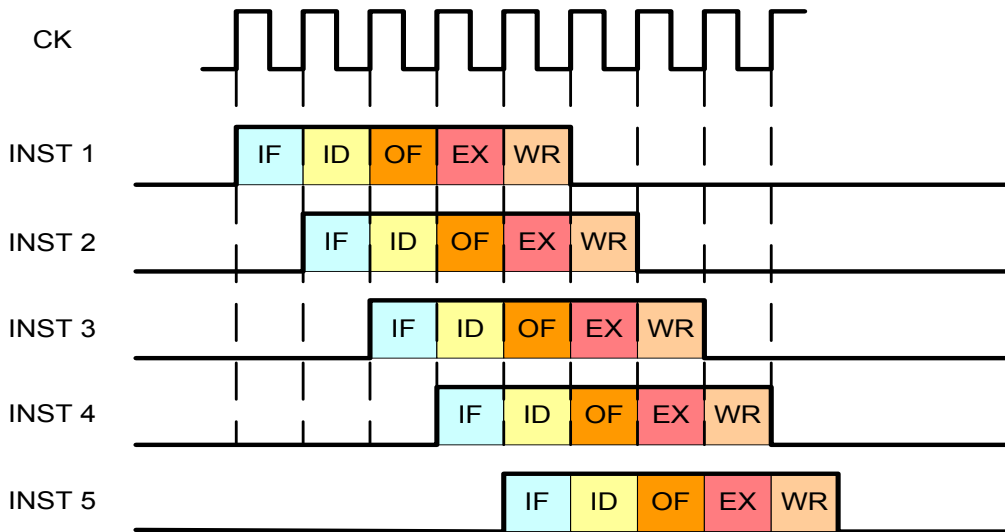 CK
INST 1 IF ID OF EX WR
INST 2 IF ID OF EX WR
INST 3 IF ID OF EX WR
INST 4 IF ID OF EX WR
INST 5 IF ID OF EX WR